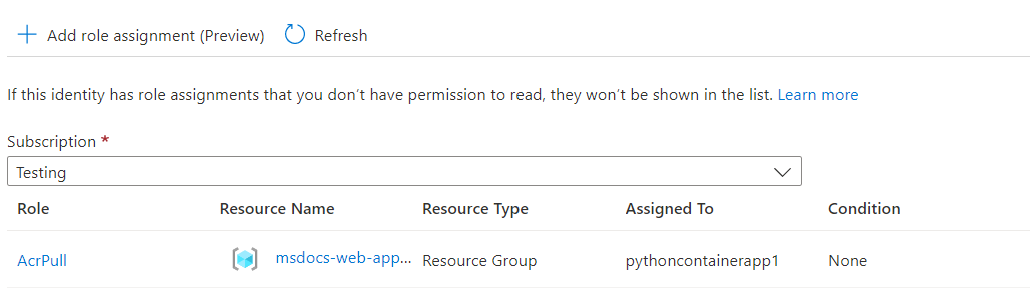 Add role assignment (Preview) Refresh
If this identity has role assignments that you don't have permission to read, they won't be shown in the list. Learn more
Subscription *
Testing
Role Resource Name Resource Type Assigned To Condition
AcrPull msdocs-web-app... Resource Group pythoncontainerapp1 None